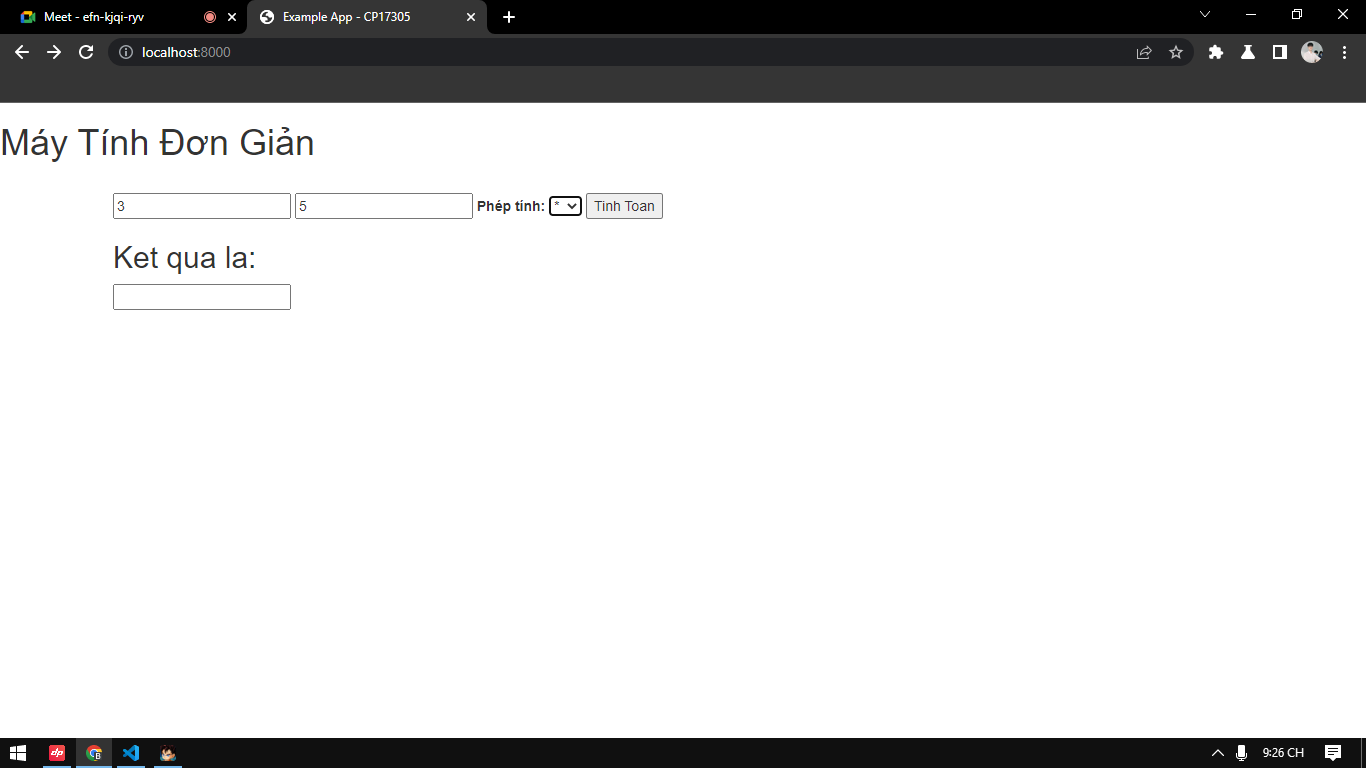 Meet - efn-kjqi-ryv
Example App - CP17305
localhost:8000
Máy Tính Đơn Giản
3 5 Phép tính: * Tinh Toan
Ket qua la:
dp B 9:26 CH